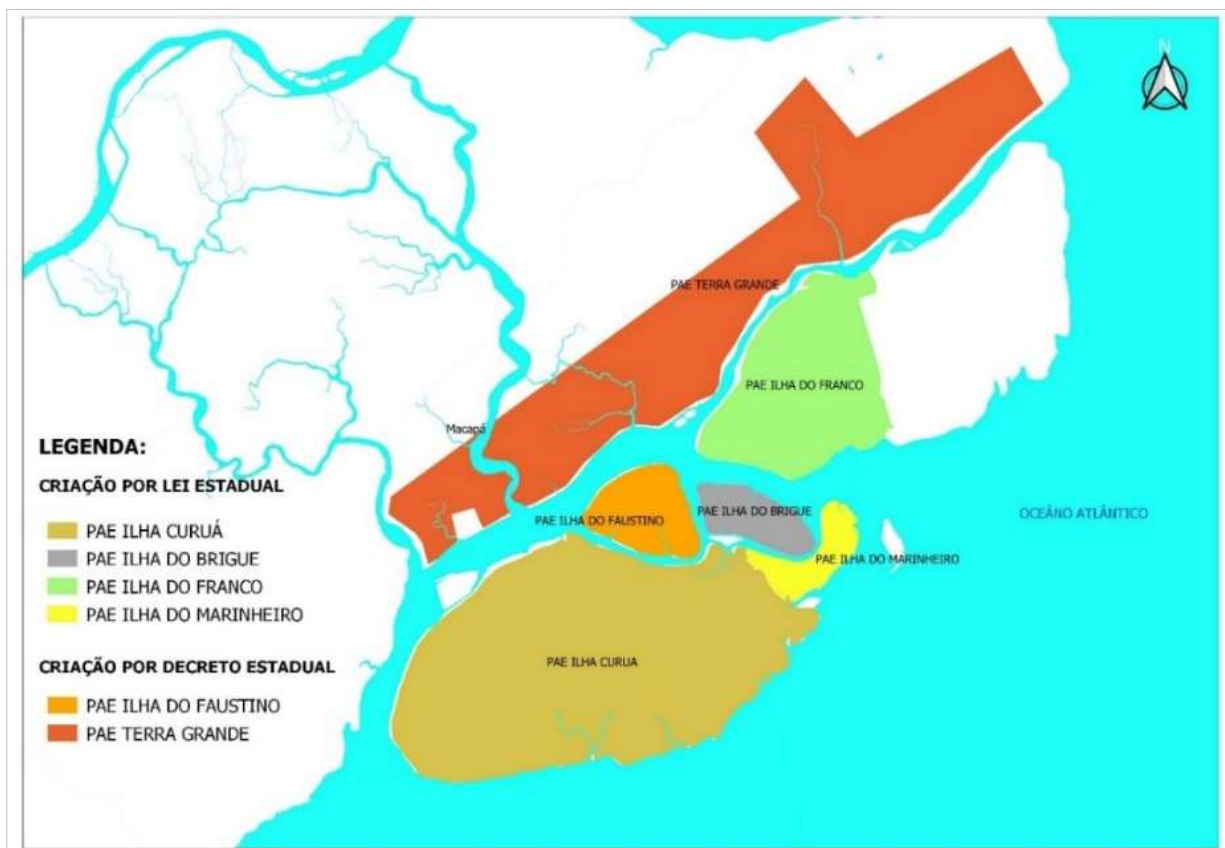 N
PAE TERRA GRANDE
PAE ILHA DO FRANCO
Macapá
LEGENDA:
CRIAÇÃO POR LEI ESTADUAL
PAE ILHA CURUÁ
PAE ILHA DO BRIGUE
PAE ILHA DO FRANCO
PAE ILHA DO MARINHEIRO
CRIAÇÃO POR DECRETO ESTADUAL
PAE ILHA DO FAUSTINO
PAE TERRA GRANDE
PAE ILHA DO FAUSTINO
PAE ILHA DO BRIGUE
OCEÂNO ATLÂNTICO
PAE ILHA DO MARINHEIRO
PAE ILHA CURUA